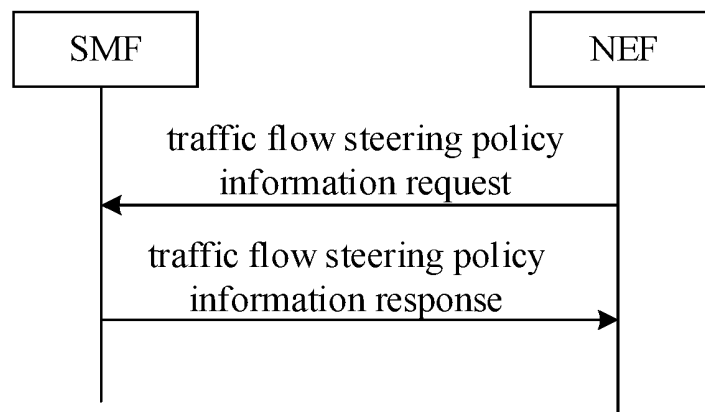 SMF
NEF
traffic flow steering policy
information request
traffic flow steering policy
information response